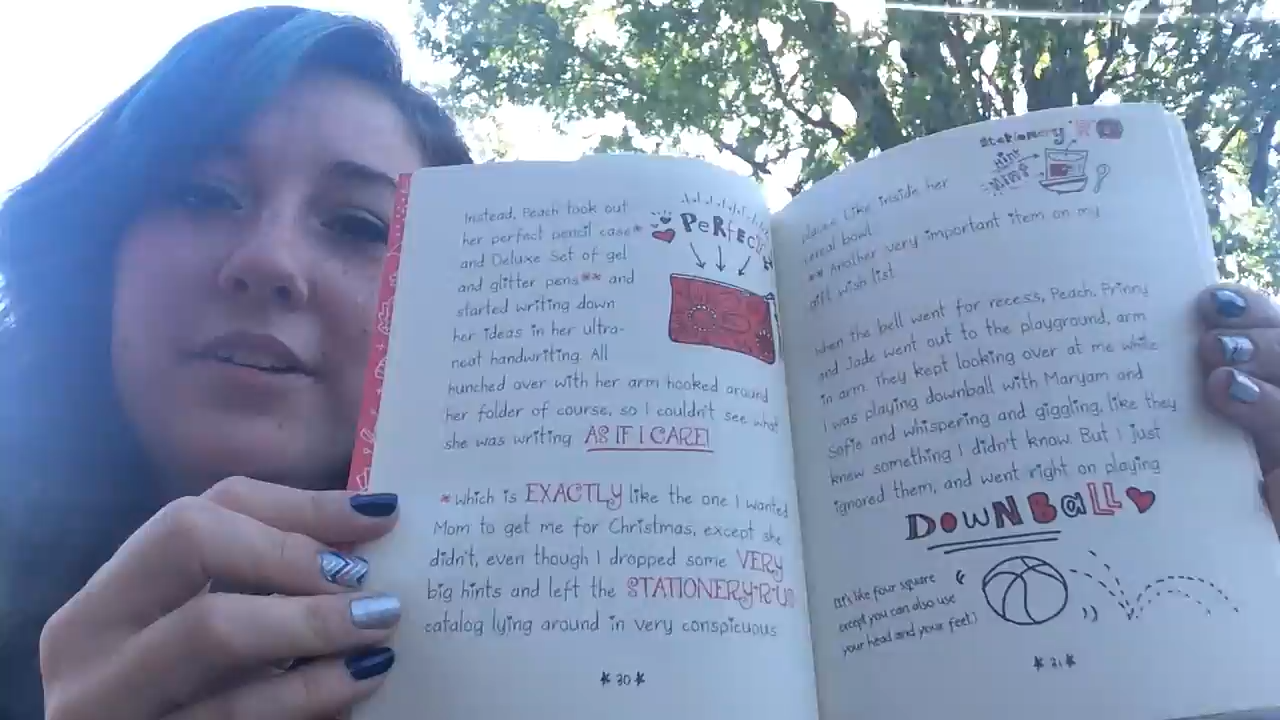 Instead, Peach took out
her perfect pencil case*
and Deluxe Set of gel
and glitter pens** and
started writing down
her ideas in her ultra-
neat handwriting. All
hunched over with her arm hooked around
her folder of course, so I couldn't see what
she was writing. AS IF I CARE!
PERFECT
*Which is EXACTLY like the one I wanted
Mom to get me for Christmas, except she
didn't, even though I dropped some VERY
big hints and left the STATIONERY-R-US
catalog lying around in very conspicuous
*30*
Stationery R
HINT
HINT
places like inside her
cereal bowl.
** Another very important item on my
gift wish list.
When the bell went for recess, Peach, Prinny
and Jade went out to the playground, arm
in arm. They kept looking over at me while
I was playing downball with Maryam and
Sofie and whispering and giggling, like they
knew something I didn't know. But I just
ignored them, and went right on playing
DOWNBALL
(It's like four square
except you can also use
your head and your feet.)
*31*